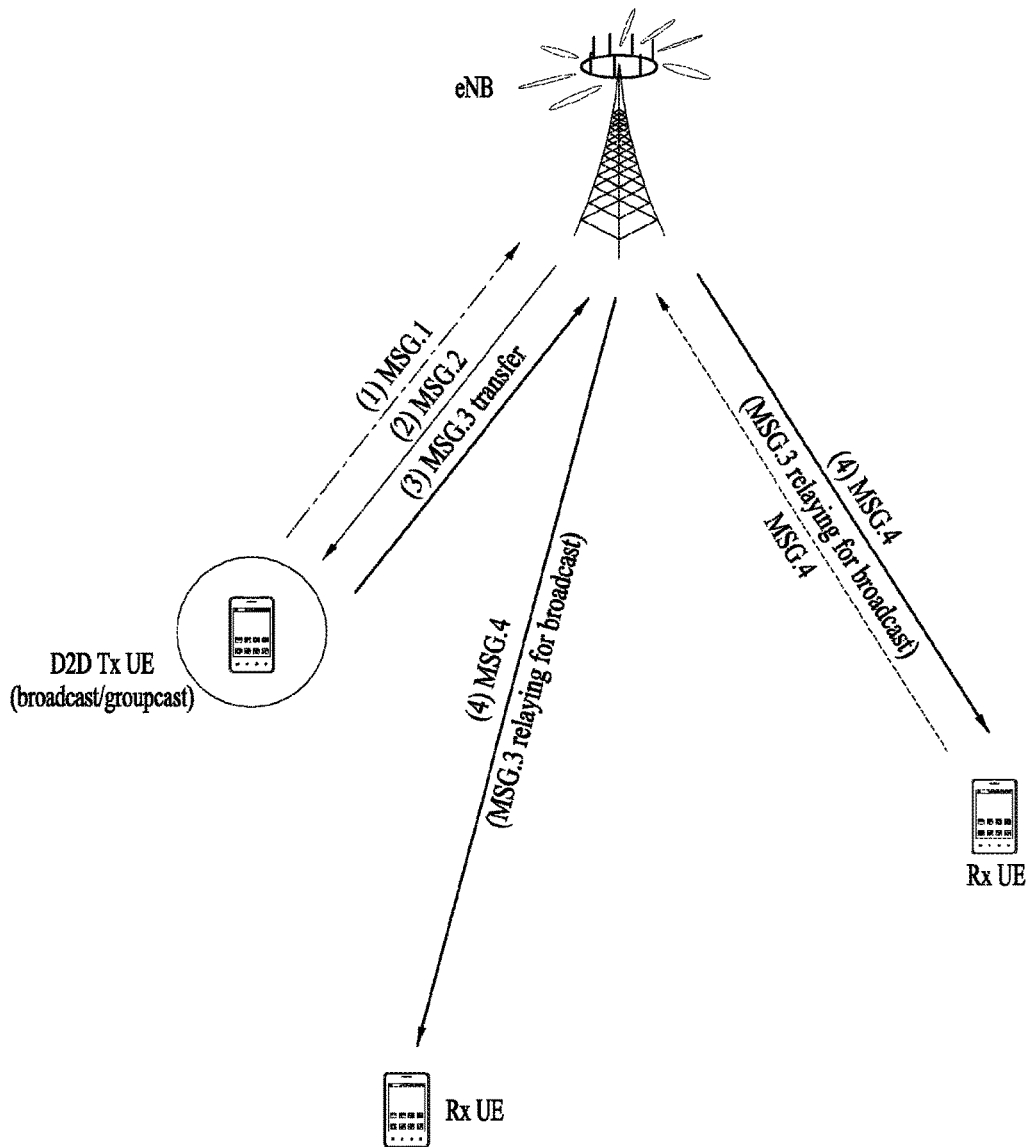 eNB
(1) MSG.1
(2) MSG.2
(3) MSG.3 transfer
(4) MSG.4
(MSG.3 relaying for broadcast)
MSG.4
D2D Tx UE
(broadcast/groupcast)
(4) MSG.4
(MSG.3 relaying for broadcast)
Rx UE
Rx UE